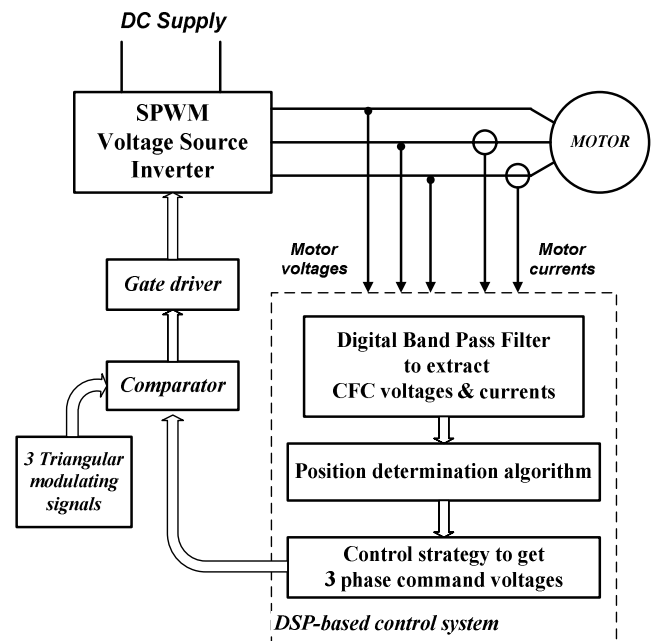 DC Supply
SPWM
Voltage Source
Inverter
MOTOR
Motor
voltages
Motor
currents
Gate driver
Digital Band Pass Filter
to extract
CFC voltages & currents
Comparator
3 Triangular
modulating
signals
Position determination algorithm
Control strategy to get
3 phase command voltages
DSP-based control system